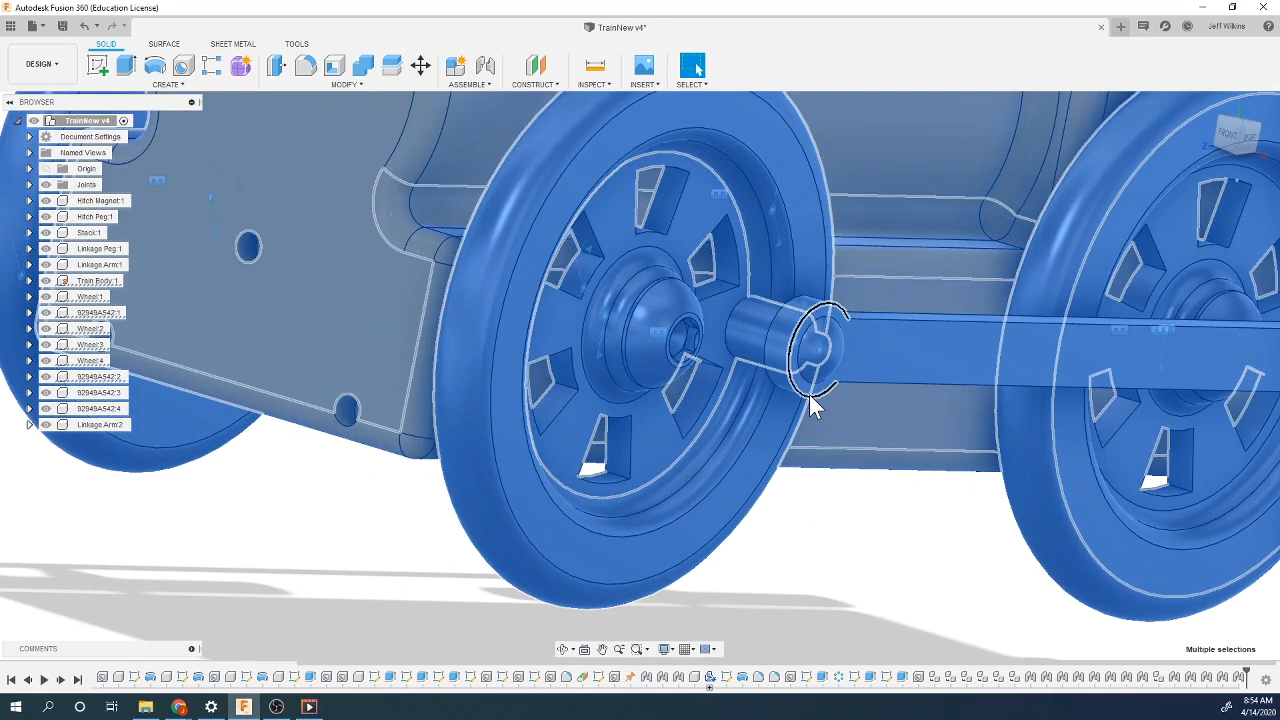 Autodesk Fusion 360 (Education License)
TrainNew v4*
Jeff Wilkins
DESIGN
SOLID
SURFACE
SHEET METAL
TOOLS
CREATE
MODIFY
ASSEMBLE
CONSTRUCT
INSPECT
INSERT
SELECT
BROWSER
TrainNew v4
Document Settings
Named Views
Origin
Joints
Hitch Magnet:1
Hitch Peg:1
Stack:1
Linkage Peg:1
Linkage Arm:1
Train Body:1
Wheel:1
92949A542:1
Wheel:2
Wheel:3
Wheel:4
92949A542:2
92949A542:3
92949A542:4
Linkage Arm:2
FRONT
RIGHT
Z
COMMENTS
Multiple selections
8:54 AM
4/14/2020